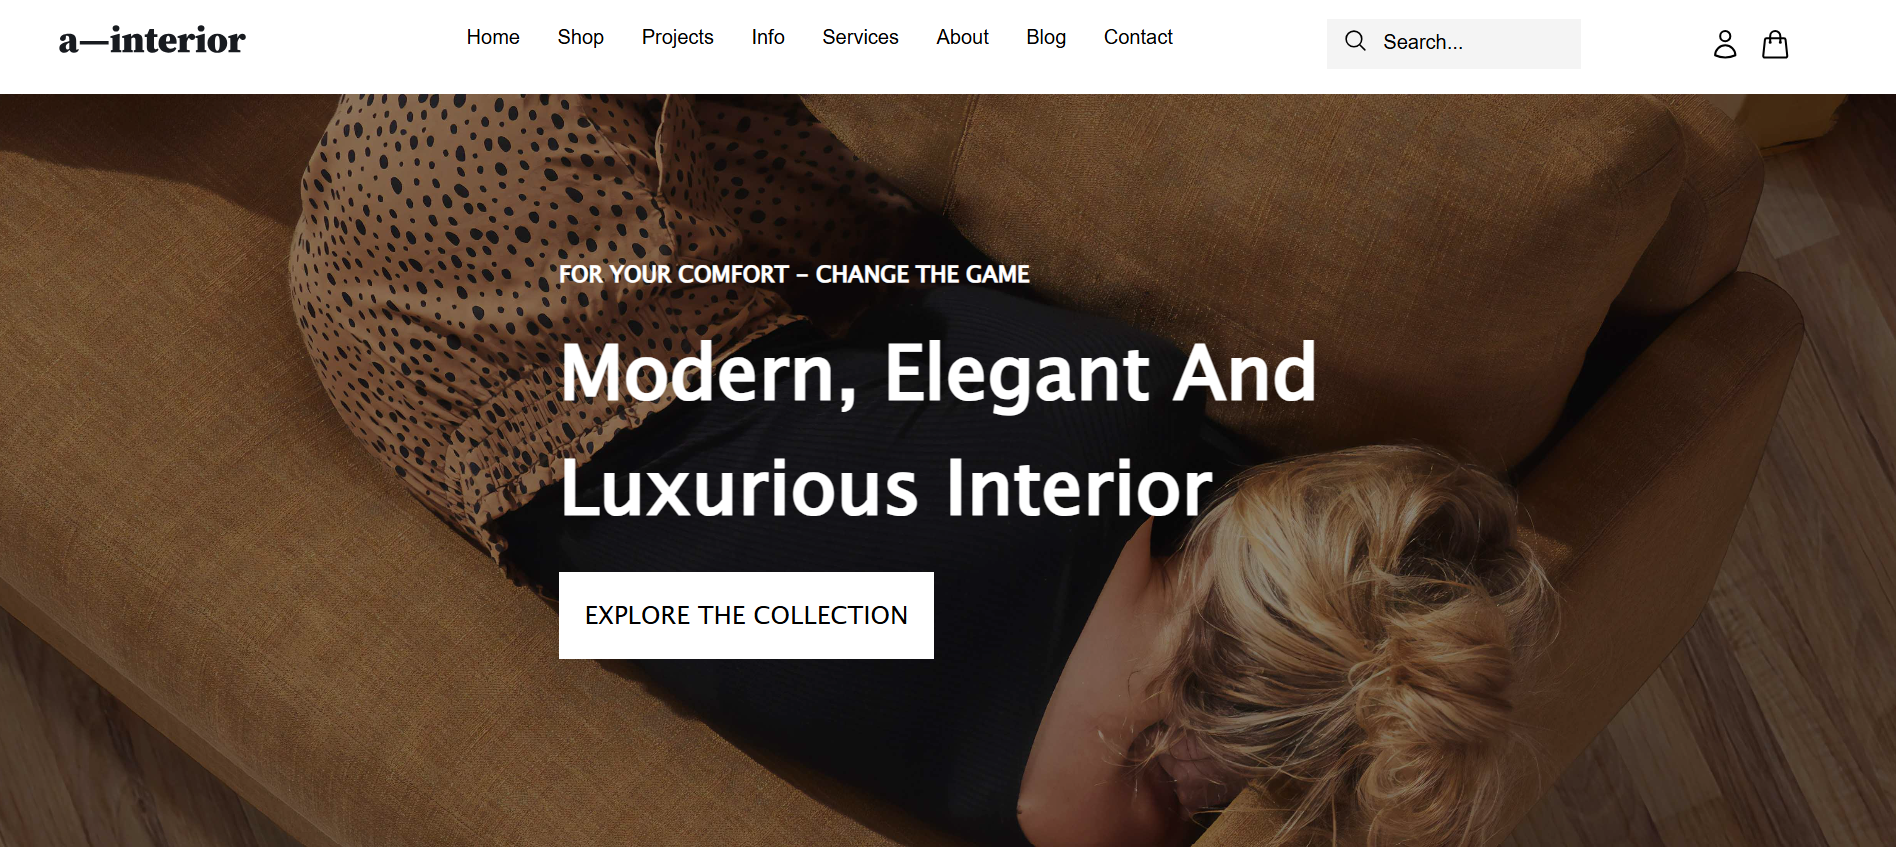 a—interior
Home Shop Projects Info Services About Blog Contact
Search...
FOR YOUR COMFORT – CHANGE THE GAME
Modern, Elegant And
Luxurious Interior
EXPLORE THE COLLECTION